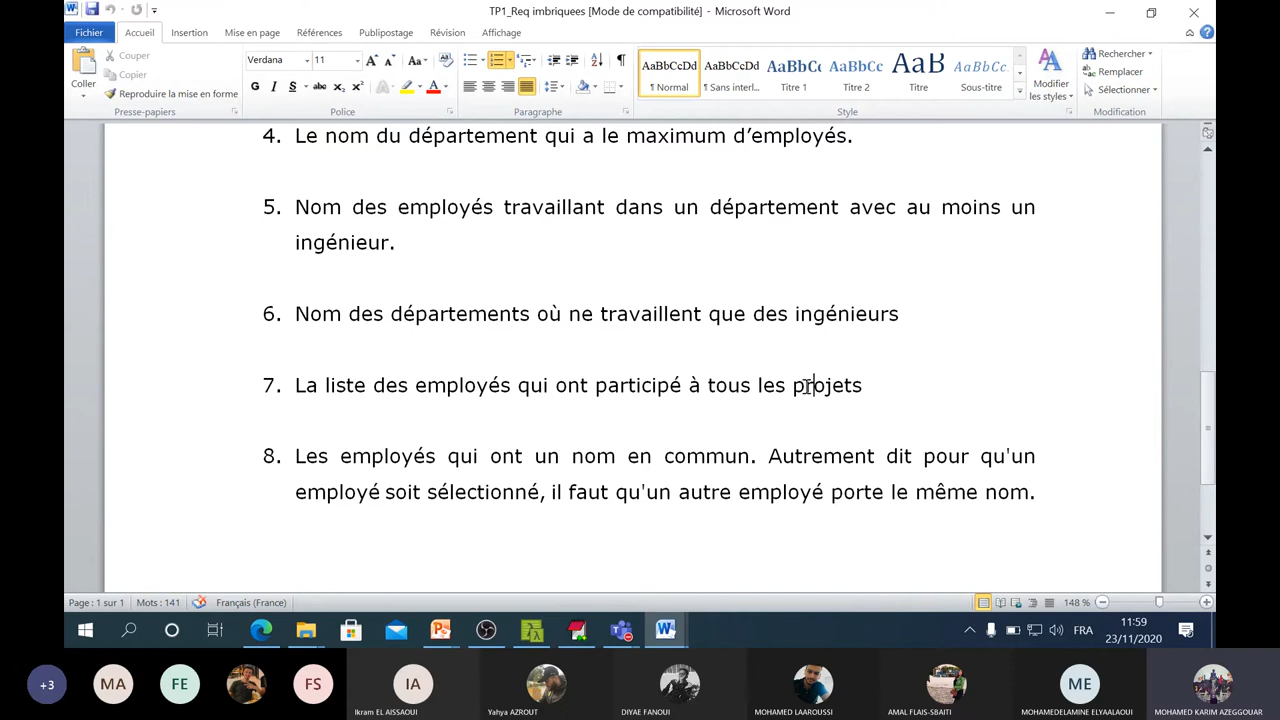 TP1_Req imbriquees [Mode de compatibilité] - Microsoft Word
Fichier Accueil Insertion Mise en page Références Publipostage Révision Affichage
Coller
Couper
Copier
Reproduire la mise en forme
Presse-papiers
Verdana 11
G I S abc x₂ x²
Police
Paragraphe
AaBbCcDd AaBbCcDd AaBbCc AaBbCc AaB AaBbCcDd
¶ Normal ¶ Sans interl... Titre 1 Titre 2 Titre Sous-titre
Style
Modifier les styles
Rechercher
Remplacer
Sélectionner
Modification
4. Le nom du département qui a le maximum d’employés.
5. Nom des employés travaillant dans un département avec au moins un
ingénieur.
6. Nom des départements où ne travaillent que des ingénieurs
7. La liste des employés qui ont participé à tous les projets
8. Les employés qui ont un nom en commun. Autrement dit pour qu'un
employé soit sélectionné, il faut qu'un autre employé porte le même nom.
Page : 1 sur 1 Mots : 141 Français (France) 148 %
FRA 11:59
23/11/2020
+3 MA FE FS IA ME
Ikram EL AISSAOUI Yahya AZROUT DIYAE FANOUI MOHAMED LAAROUSSI AMAL FLAIS-SBAITI MOHAMEDELAMINE ELYAALAOUI MOHAMED KARIM AZEGGOUAR